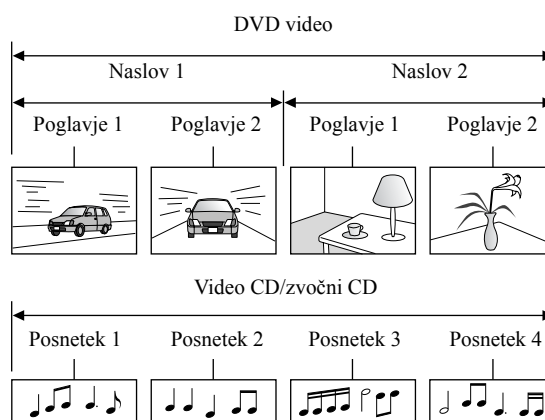 DVD video
Naslov 1 Naslov 2
Poglavje 1 Poglavje 2 Poglavje 1 Poglavje 2
Video CD/zvočni CD
Posnetek 1 Posnetek 2 Posnetek 3 Posnetek 4